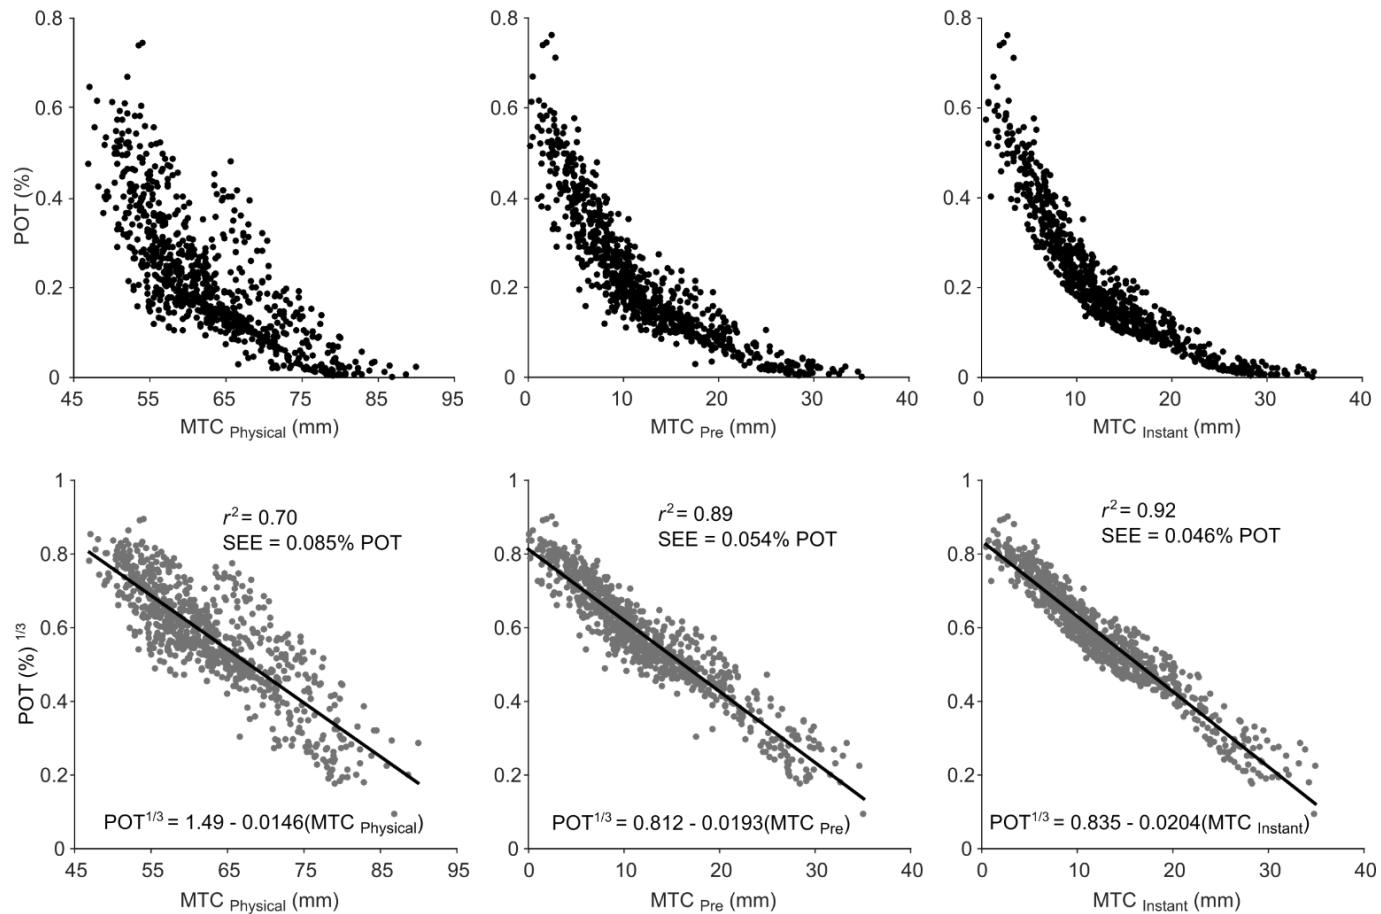 0.8
0.6
0.4
0.2
0
POT (%)
45 55 65 75 85 95
MTC Physical (mm)
0.8
0.6
0.4
0.2
0
0 10 20 30 40
MTC Pre (mm)
0.8
0.6
0.4
0.2
0
0 10 20 30 40
MTC Instant (mm)
1
0.8
0.6
0.4
0.2
0
POT (%) 1/3
r2 = 0.70
SEE = 0.085% POT
POT1/3 = 1.49 - 0.0146(MTC Physical)
45 55 65 75 85 95
MTC Physical (mm)
1
0.8
0.6
0.4
0.2
0
r2 = 0.89
SEE = 0.054% POT
POT1/3 = 0.812 - 0.0193(MTC Pre)
0 10 20 30 40
MTC Pre (mm)
1
0.8
0.6
0.4
0.2
0
r2 = 0.92
SEE = 0.046% POT
POT1/3 = 0.835 - 0.0204(MTC Instant)
0 10 20 30 40
MTC Instant (mm)